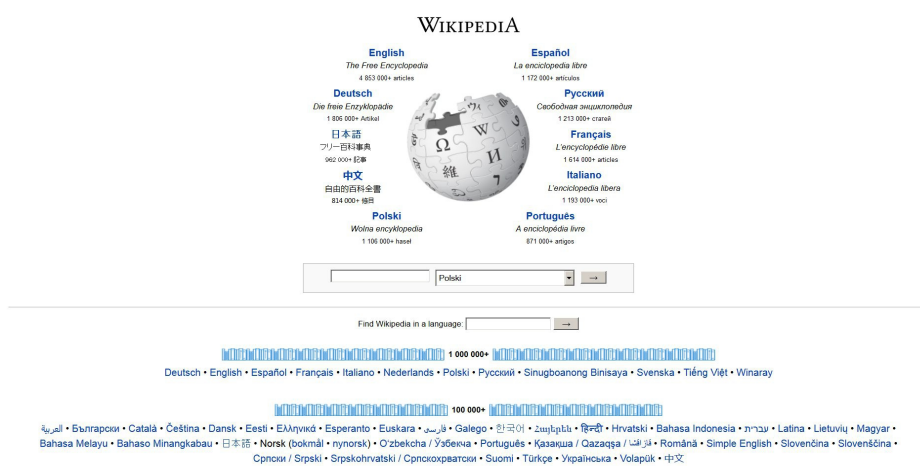 WIKIPEDIA
English
The Free Encyclopedia
4 853 000+ articles
Español
La enciclopedia libre
1 172 000+ artículos
Deutsch
Die freie Enzyklopädie
1 806 000+ Artikel
Русский
Свободная энциклопедия
1 213 000+ статей
日本語
フリー百科事典
962 000+ 記事
Français
L'encyclopédie libre
1 614 000+ articles
中文
自由的百科全書
814 000+ 條目
Italiano
L'enciclopedia libera
1 193 000+ voci
Polski
Wolna encyklopedia
1 106 000+ haseł
Português
A enciclopédia livre
871 000+ artigos
Ω W И 維 7
Polski →
Find Wikipedia in a language: →
1 000 000+
Deutsch • English • Español • Français • Italiano • Nederlands • Polski • Русский • Sinugboanong Binisaya • Svenska • Tiếng Việt • Winaray
100 000+
العربية • Български • Català • Čeština • Dansk • Eesti • Ελληνικά • Esperanto • Euskara • فارسی • Galego • 한국어 • Հայերեն • हिन्दी • Hrvatski • Bahasa Indonesia • עברית • Latina • Lietuvių • Magyar •
Bahasa Melayu • Bahaso Minangkabau • 日本語 • Norsk (bokmål • nynorsk) • O'zbekcha / Ўзбекча • Português • Қазақша / Qazaqşa / قازاقشا • Română • Simple English • Slovenčina • Slovenščina •
Српски / Srpski • Srpskohrvatski / Српскохрватски • Suomi • Türkçe • Українська • Volapük • 中文